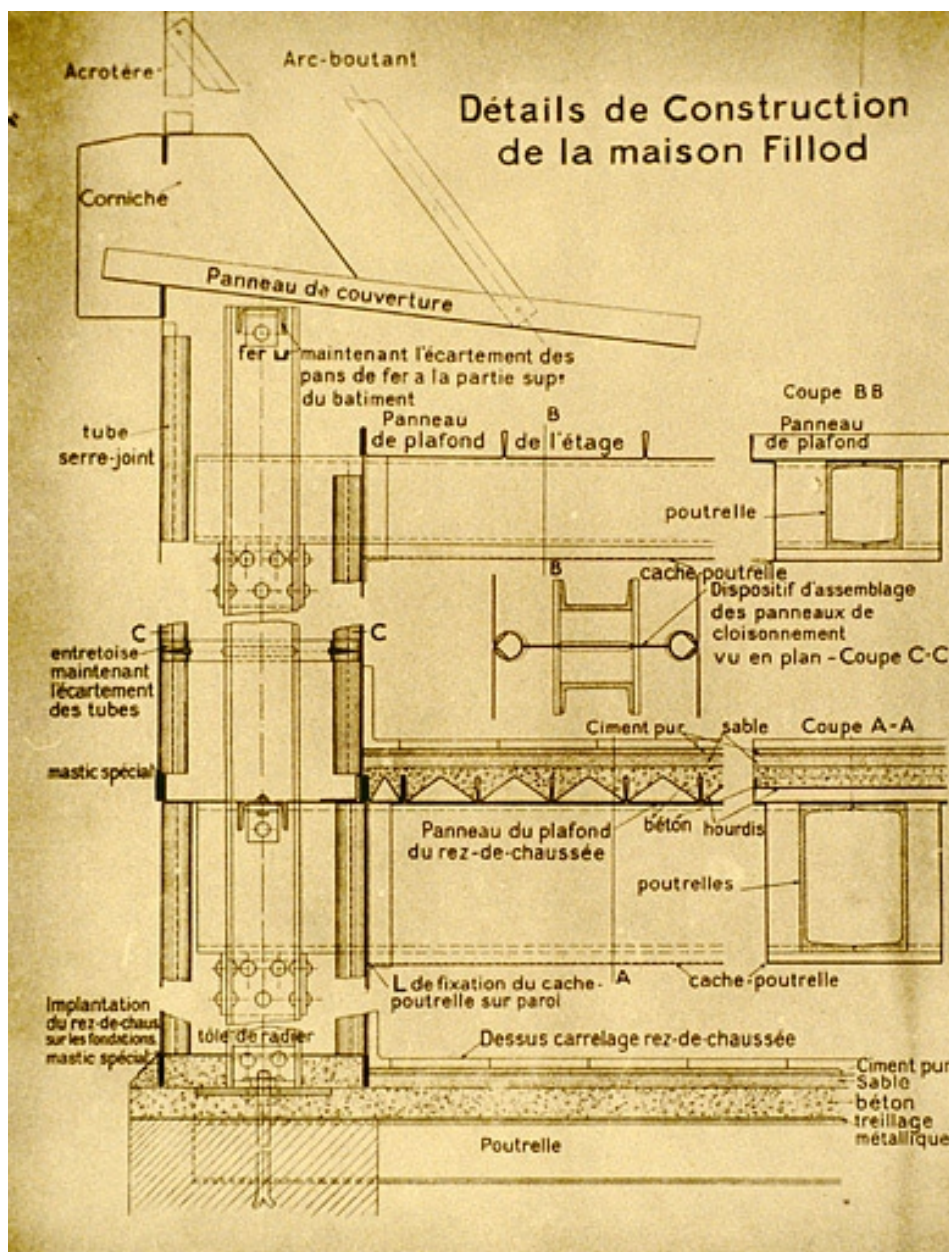 Acrotère
Arc-boutant
Détails de Construction
de la maison Fillod
Corniche
Panneau de couverture
fer U maintenant l'écartement des
pans de fer a la partie supr
du batiment
Coupe BB
tube
serre-joint
Panneau
de plafond
B
de l'étage
Panneau
de plafond
poutrelle
B
cache-poutrelle
Dispositif d'assemblage
des panneaux de
cloisonnement
vu en plan - Coupe C-C
C
C
entretoise
maintenant
l'écartement
des tubes
Ciment pur
sable
Coupe A-A
mastic spécial
Panneau du plafond
du rez-de-chaussée
béton
hourdis
poutrelles
L de fixation du cache-
poutrelle sur paroi
A
cache-poutrelle
Implantation
du rez-de-chaus
sur les fondations.
mastic spécial
tôle de radier
Dessus carrelage rez-de-chaussée
Ciment pur
Sable
béton
treillage
métallique
Poutrelle